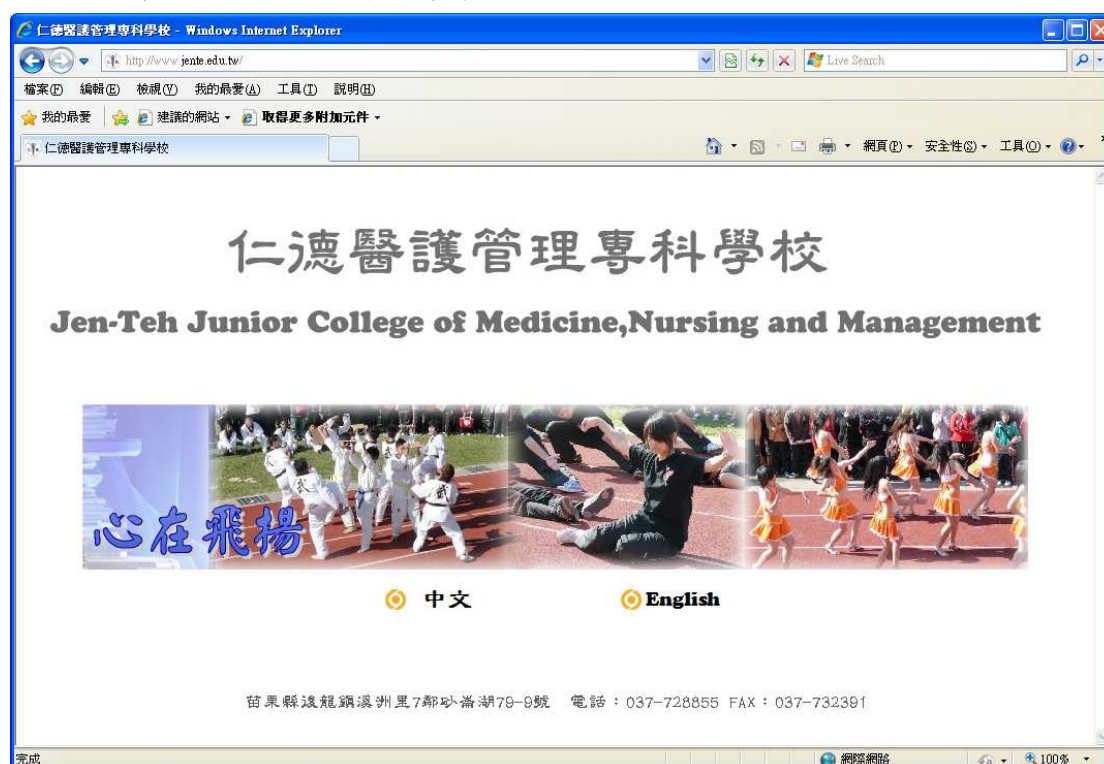 仁德醫護管理專科學校 - Windows Internet Explorer
http://www.jente.edu.tw/
Live Search
檔案(F) 編輯(E) 檢視(V) 我的最愛(A) 工具(T) 説明(H)
我的最愛 建議的網站 取得更多附加元件
仁德醫護管理專科學校 網頁(P) 安全性(S) 工具(O)
仁德醫護管理專科學校
Jen-Teh Junior College of Medicine,Nursing and Management
心在飛揚
武
武
中文 English
苗栗縣後龍鎮溪洲里7鄰砂崙湖79-9號 電話：037-728855 FAX：037-732391
完成 網際網路 100%